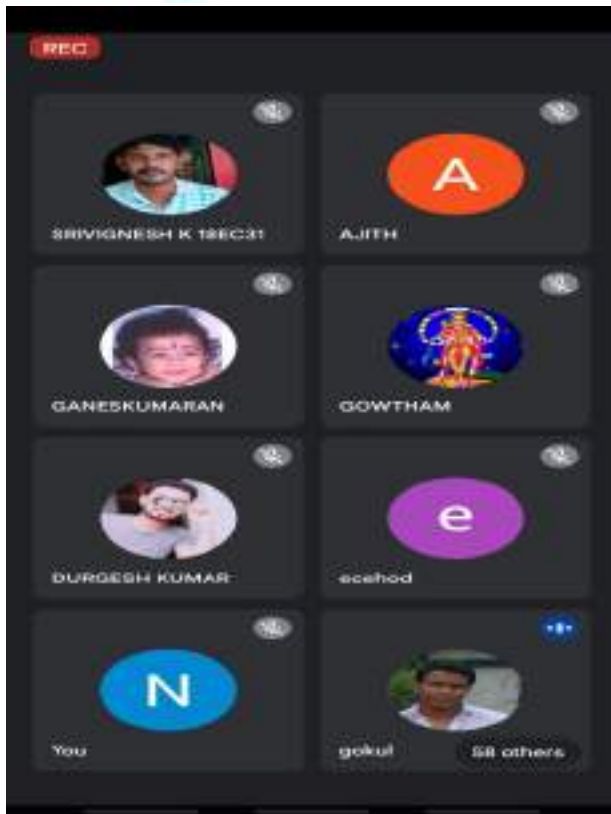 REC
SRIVIGNESH K 18EC31
A
AJITH
GANESKUMARAN
GOWTHAM
DURGESH KUMAR
e
ecehod
N
You
gokul
58 others